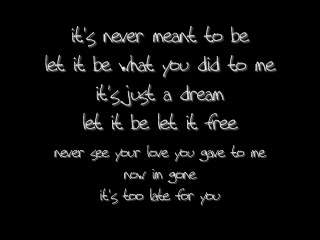 it's never meant to be
let it be what you did to me
it's just a dream
let it be let it free
never see your love you gave to me
now im gone
it's too late for you